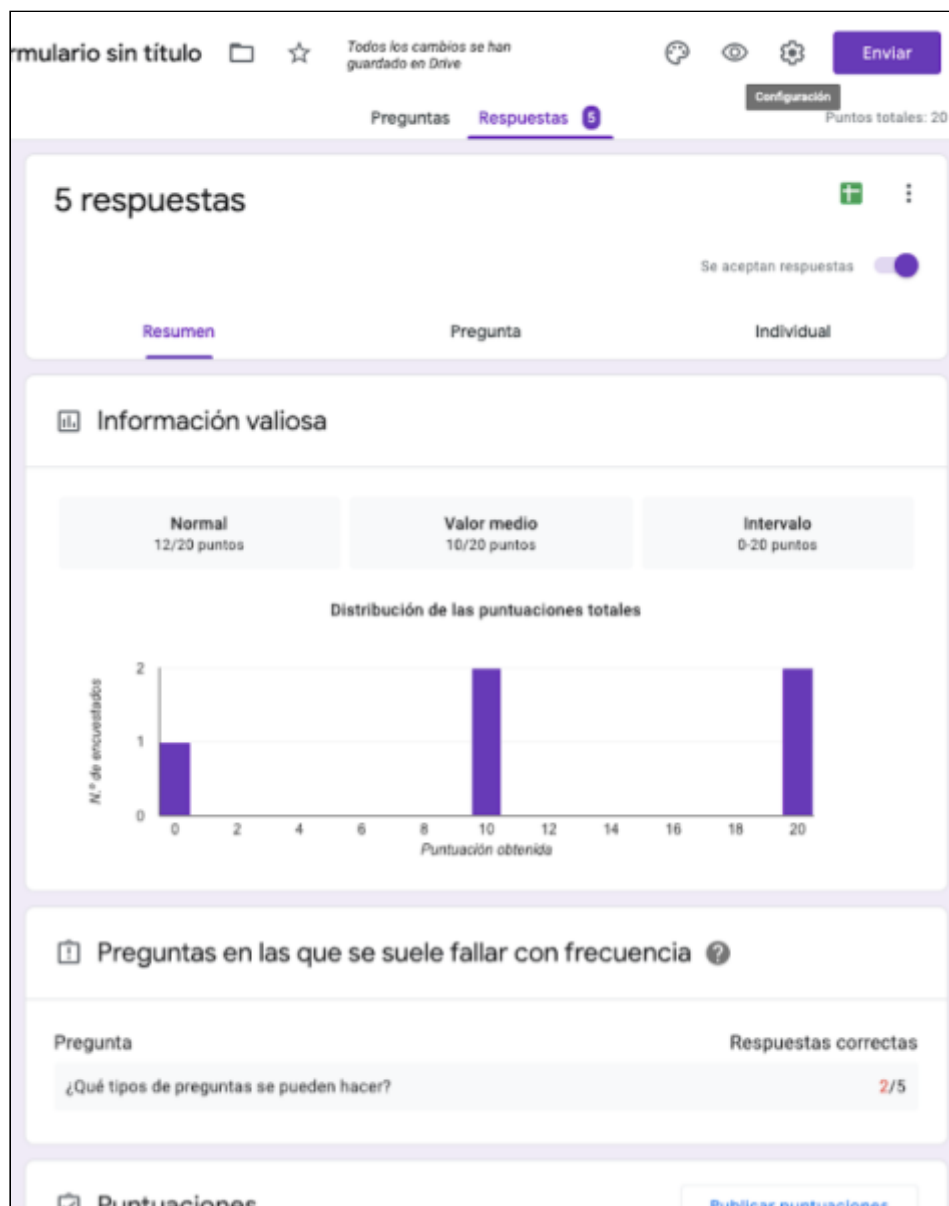 rmulario sin título
Todos los cambios se han
guardado en Drive
Enviar
Configuración
Preguntas Respuestas 5
Puntos totales: 20
5 respuestas
Se aceptan respuestas
Resumen Pregunta Individual
Información valiosa
Normal Valor medio Intervalo
12/20 puntos 10/20 puntos 0-20 puntos
Distribución de las puntuaciones totales
N.º de encuestados
2
1
0
0 2 4 6 8 10 12 14 16 18 20
Puntuación obtenida
Preguntas en las que se suele fallar con frecuencia ?
Pregunta Respuestas correctas
¿Qué tipos de preguntas se pueden hacer? 2/5
Puntuaciones Publicar puntuaciones